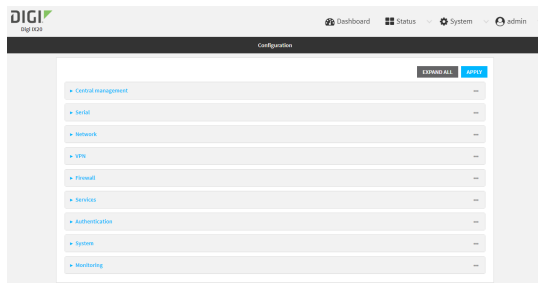 DIGI
Digi IX20
Dashboard
Status
System
admin
Configuration
EXPAND ALL
APPLY
Central management
Serial
Network
VPN
Firewall
Services
Authentication
System
Monitoring